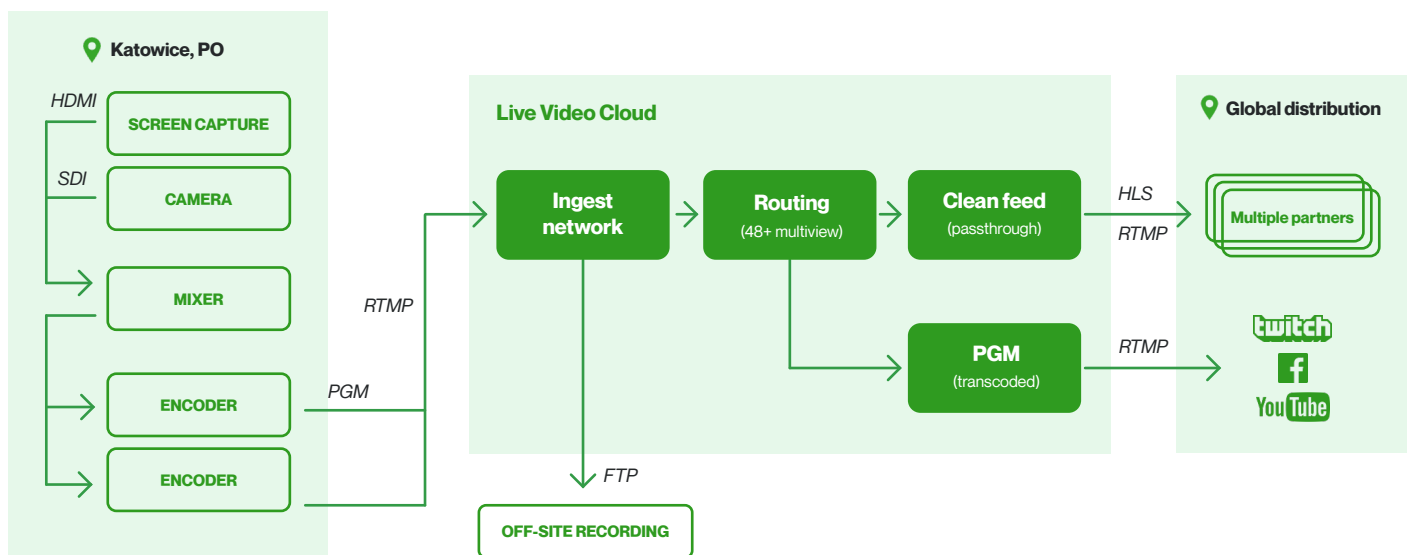 Katowice, PO
HDMI
SCREEN CAPTURE
SDI
CAMERA
MIXER
ENCODER
ENCODER
PGM
RTMP
Live Video Cloud
Ingest
network
Routing
(48+ multiview)
Clean feed
(passthrough)
PGM
(transcoded)
FTP
OFF-SITE RECORDING
HLS
RTMP
RTMP
Global distribution
Multiple partners
twitch
f
YouTube